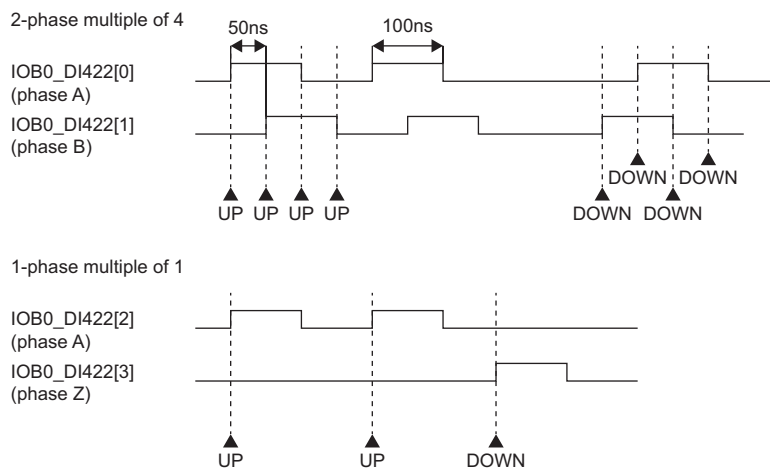 2-phase multiple of 4
50ns
100ns
IOB0_DI422[0]
(phase A)
IOB0_DI422[1]
(phase B)
DOWN
DOWN
UP
UP
UP
UP
DOWN
DOWN
1-phase multiple of 1
IOB0_DI422[2]
(phase A)
IOB0_DI422[3]
(phase Z)
UP
UP
DOWN